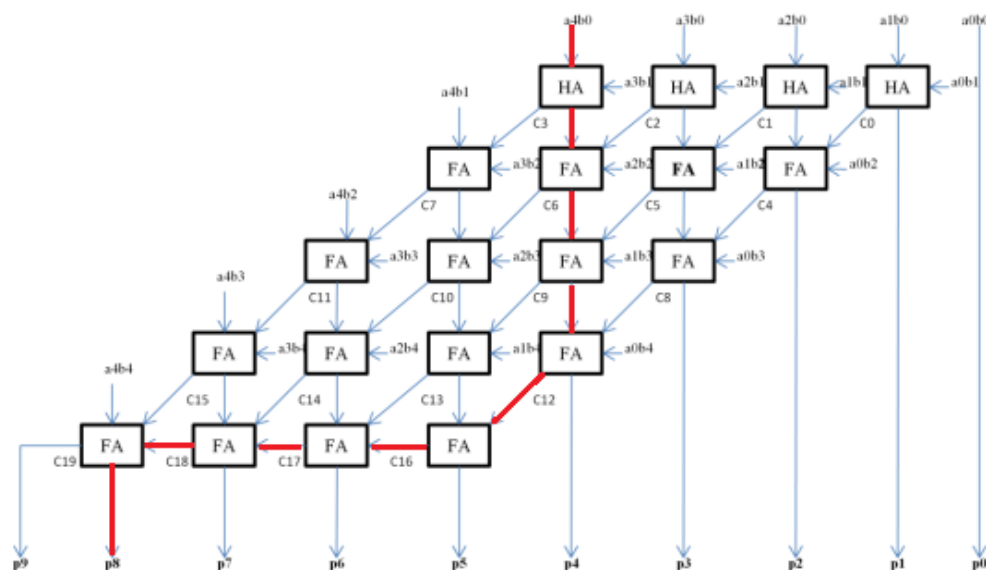 a4b0 a3b0 a2b0 a1b0 a0b0
HA a3b1 HA a2b1 HA a1b1 HA a0b1
a4b1
C3 C2 C1 C0
FA a3b2 FA a2b2 FA a1b2 FA a0b2
a4b2
C7 C6 C5 C4
FA a3b3 FA a2b3 FA a1b3 FA a0b3
a4b3
C11 C10 C9 C8
FA a3b4 FA a2b4 FA a1b4 FA a0b4
a4b4
C15 C14 C13 C12
FA FA FA FA
C19 C18 C17 C16
p9 p8 p7 p6 p5 p4 p3 p2 p1 p0